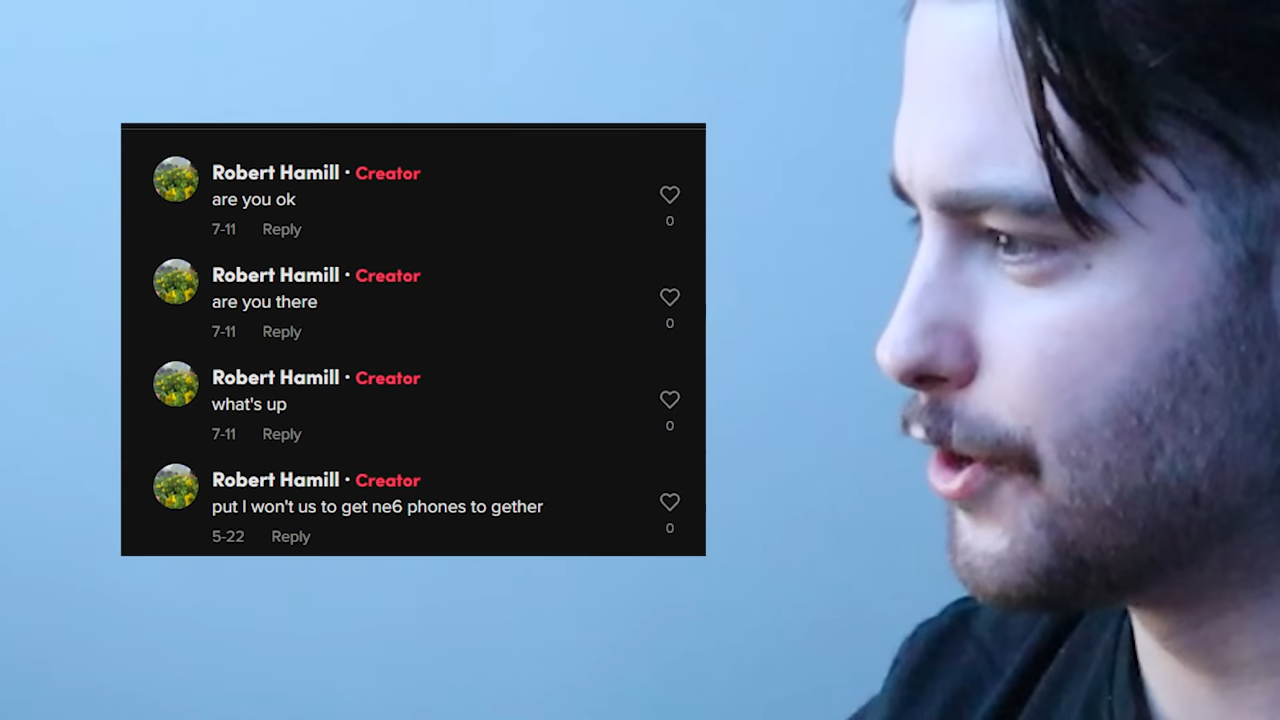 Robert Hamill · Creator
are you ok
7-11 Reply
0
Robert Hamill · Creator
are you there
7-11 Reply
0
Robert Hamill · Creator
what's up
7-11 Reply
0
Robert Hamill · Creator
put I won't us to get ne6 phones to gether
5-22 Reply
0